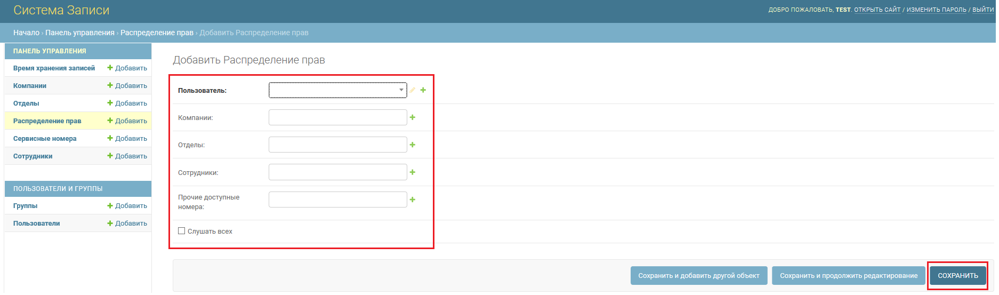 Система Записи
ДОБРО ПОЖАЛОВАТЬ, TEST. ОТКРЫТЬ САЙТ / ИЗМЕНИТЬ ПАРОЛЬ / ВЫЙТИ
Начало › Панель управления › Распределение прав › Добавить Распределение прав
ПАНЕЛЬ УПРАВЛЕНИЯ
Время хранения записей Добавить
Компании Добавить
Отделы Добавить
Распределение прав Добавить
Сервисные номера Добавить
Сотрудники Добавить
ПОЛЬЗОВАТЕЛИ И ГРУППЫ
Группы Добавить
Пользователи Добавить
Добавить Распределение прав
Пользователь:
Компании:
Отделы:
Сотрудники:
Прочие доступные
номера:
Слушать всех
Сохранить и добавить другой объект
Сохранить и продолжить редактирование
СОХРАНИТЬ